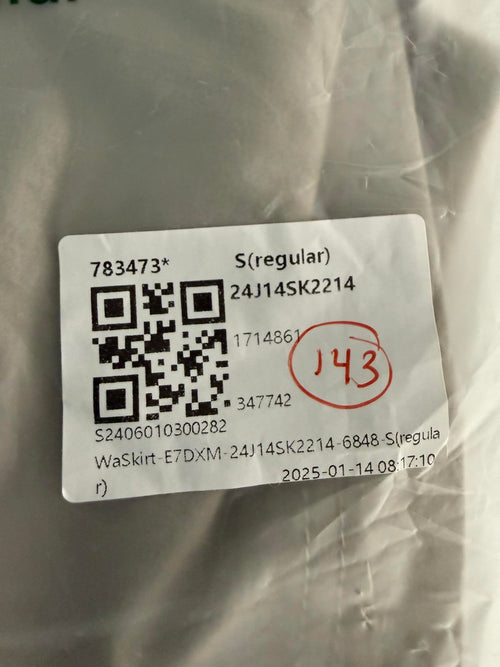 783473*
S(regular)
24J14SK2214
1714861
143
347742
S2406010300282
WaSkirt-E7DXM-24J14SK2214-6848-S(regula
r)
2025-01-14 08:17:10